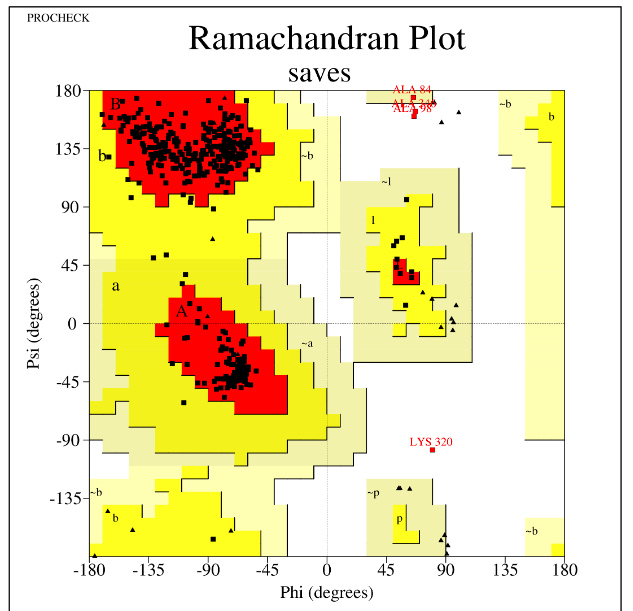 PROCHECK
Ramachandran Plot
saves
180
135
90
45
0
-45
-90
-135
-180
-135
-90
-45
0
45
90
135
180
Psi (degrees)
Phi (degrees)
B
b
~b
a
A
~a
~l
l
~b
b
ALA 84
ALA 98
LYS 320
~b
b
~p
p
~b